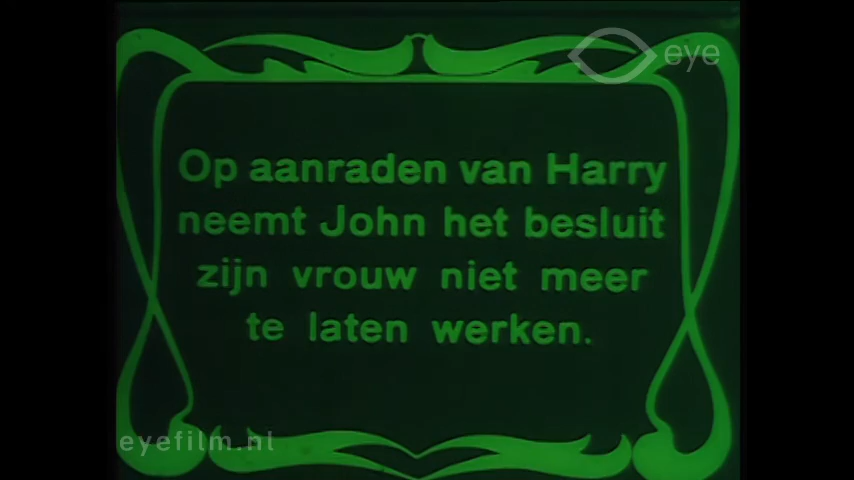 eye
Op aanraden van Harry
neemt John het besluit
zijn vrouw niet meer
te laten werken.
eyefilm.nl